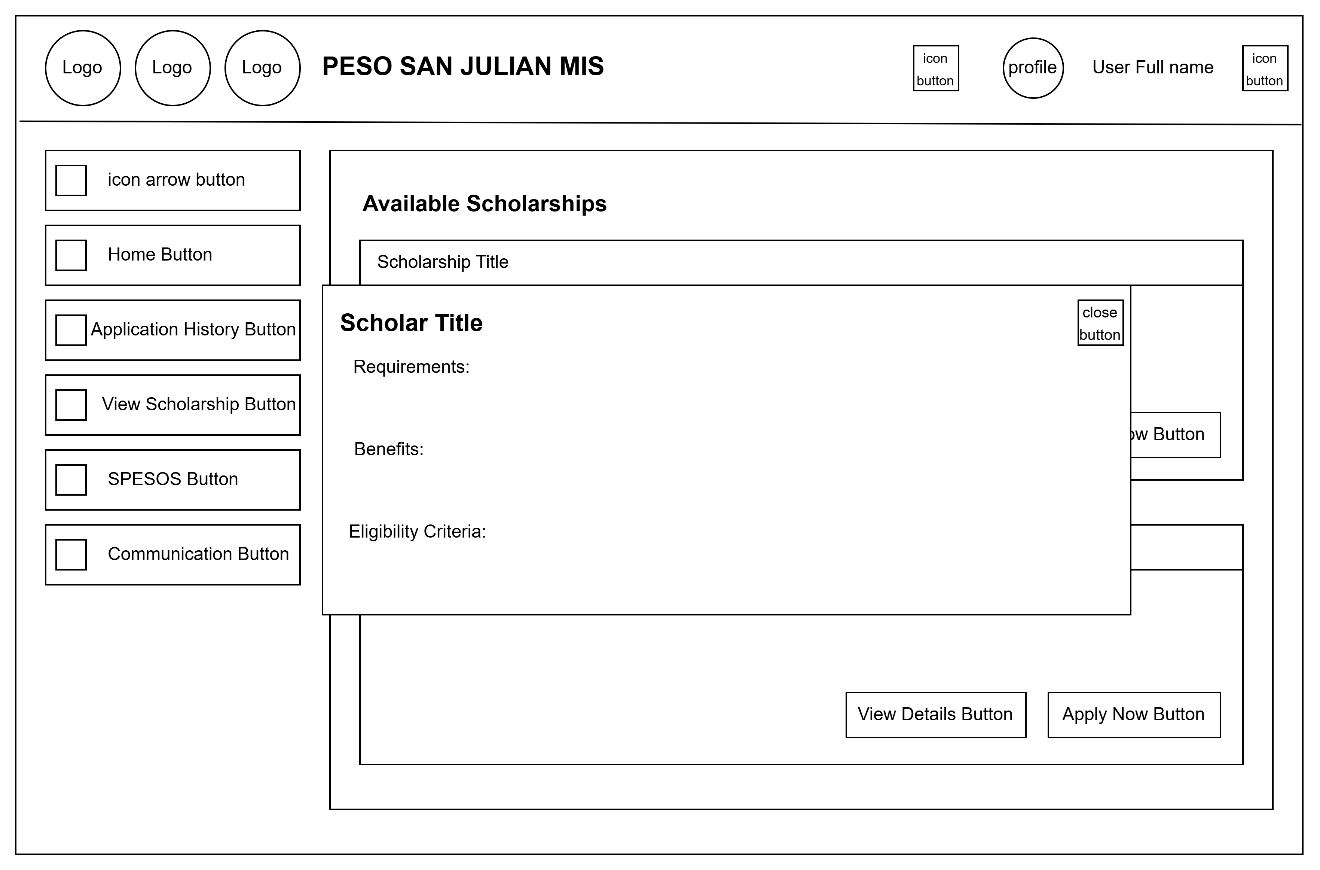 Logo
Logo
Logo
PESO SAN JULIAN MIS
icon
button
profile
User Full name
icon
button
icon arrow button
Home Button
Application History Button
View Scholarship Button
SPESOS Button
Communication Button
Available Scholarships
Scholarship Title
Scholar Title
close
button
Requirements:
Benefits:
Eligibility Criteria:
Button
View Details Button
Apply Now Button